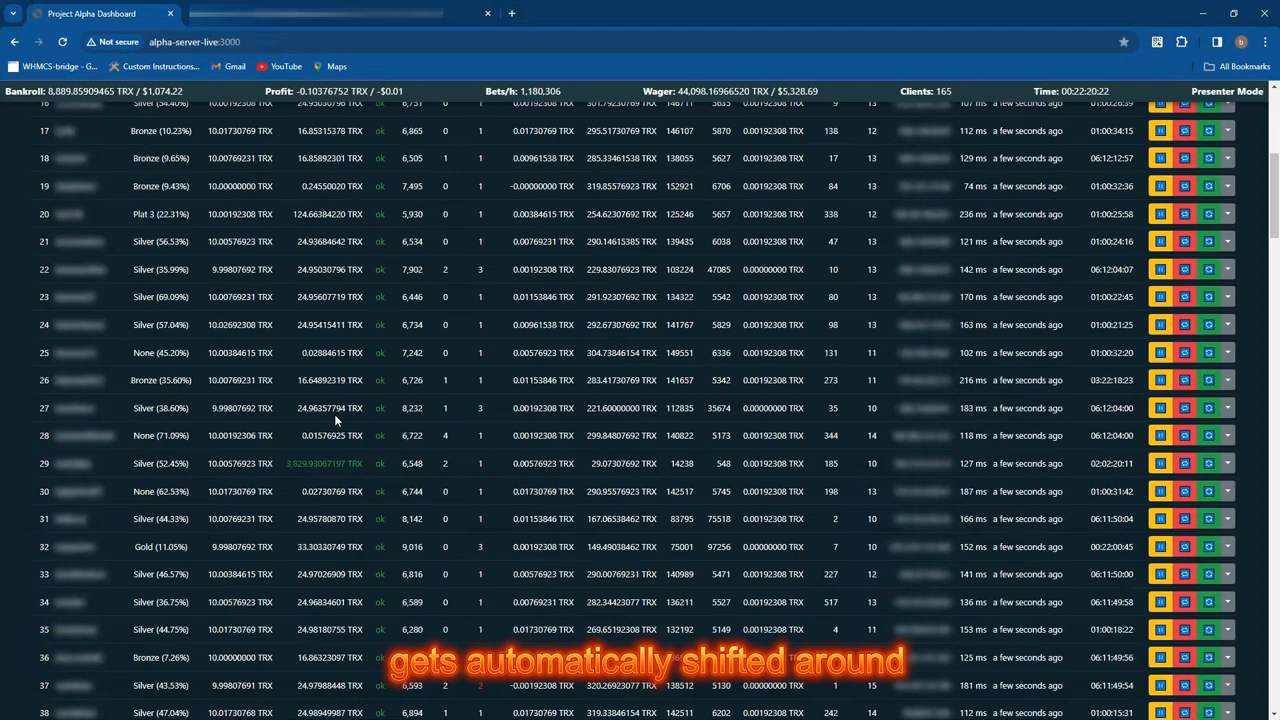 Project Alpha Dashboard
Not secure alpha-server-live:3000
WHMCS-bridge - G... Custom Instructions... Gmail YouTube Maps All Bookmarks
Bankroll: 8,889.85909465 TRX / $1,074.22 Profit: -0.10376752 TRX / -$0.01 Bets/h: 1,180,306 Wager: 44,098.16966520 TRX / $5,328.69 Clients: 165 Time: 00:22:20:22 Presenter Mode
17 Bronze (10.23%) 10.01730769 TRX 16.85315378 TRX ok 6,865 0 1 0.01730769 TRX 295.51730769 TRX 146107 5870 0.00192308 TRX 138 12 112 ms a few seconds ago 01:00:34:15
18 Bronze (9.65%) 10.00769231 TRX 16.85892301 TRX ok 6,505 1 1 0.00961538 TRX 285.33461538 TRX 138055 5627 0.00192308 TRX 17 13 129 ms a few seconds ago 06:12:12:57
19 Bronze (9.43%) 10.00000000 TRX 0.24550020 TRX ok 7,495 0 1 -0.00000000 TRX 319.85576923 TRX 152921 6706 0.00192308 TRX 84 13 74 ms a few seconds ago 01:00:32:36
20 Plat 3 (22.31%) 10.00192308 TRX 124.66384220 TRX ok 5,930 0 1 0.00384615 TRX 254.62307692 TRX 125246 5657 0.00192308 TRX 338 12 236 ms a few seconds ago 01:00:25:58
21 Silver (56.53%) 10.00576923 TRX 24.93684642 TRX ok 6,534 0 1 0.00769231 TRX 290.14615385 TRX 139435 6038 0.00192308 TRX 47 13 121 ms a few seconds ago 01:00:24:16
22 Silver (35.99%) 9.99807692 TRX 24.95030796 TRX ok 7,902 2 3 0.00192308 TRX 229.83076923 TRX 103224 47085 0.00000000 TRX 10 13 142 ms a few seconds ago 06:12:04:07
23 Silver (69.09%) 10.00769231 TRX 24.95607719 TRX ok 6,446 0 1 0.01153846 TRX 291.92307692 TRX 134322 5542 0.00192308 TRX 80 13 170 ms a few seconds ago 01:00:22:45
24 Silver (57.04%) 10.02692308 TRX 24.95415411 TRX ok 6,734 0 1 0.00576923 TRX 292.67307692 TRX 141767 5829 0.00192308 TRX 98 13 163 ms a few seconds ago 01:00:21:25
25 None (45.20%) 10.00384615 TRX 0.02884615 TRX ok 7,242 0 1 0.00576923 TRX 304.73846154 TRX 149551 6336 0.00192308 TRX 131 11 102 ms a few seconds ago 01:00:32:20
26 Bronze (35.60%) 10.00769231 TRX 16.64892319 TRX ok 6,726 1 1 0.01153846 TRX 283.41730769 TRX 141657 5342 0.00192308 TRX 273 11 216 ms a few seconds ago 03:22:18:23
27 Silver (38.60%) 9.99807692 TRX 24.96357794 TRX ok 8,232 1 3 0.00192308 TRX 221.60000000 TRX 112835 35674 0.00000000 TRX 35 10 183 ms a few seconds ago 06:12:04:00
28 None (71.09%) 10.00192306 TRX 0.01576925 TRX ok 6,722 4 1 0.00192308 TRX 299.84807692 TRX 140822 5173 0.00192308 TRX 344 14 118 ms a few seconds ago 06:12:04:00
29 Silver (52.45%) 10.00576923 TRX 3,829.93067197 TRX ok 6,548 2 1 0.00576923 TRX 29.07307692 TRX 14238 548 0.00192308 TRX 185 10 127 ms a few seconds ago 02:02:20:11
30 None (62.53%) 10.01730769 TRX 0.02730769 TRX ok 6,744 0 1 0.01730769 TRX 290.95576923 TRX 142517 5745 0.00192308 TRX 198 13 187 ms a few seconds ago 01:00:31:42
31 Silver (44.33%) 10.00769231 TRX 24.95780870 TRX ok 8,142 0 1 0.01153846 TRX 167.06538462 TRX 83795 75518 0.00192308 TRX 2 10 166 ms a few seconds ago 06:11:50:04
32 Gold (11.05%) 9.99807692 TRX 33.30330749 TRX ok 9,016 0 3 0.00192308 TRX 149.49038462 TRX 75001 97256 0.00000000 TRX 7 10 152 ms a few seconds ago 00:22:00:45
33 Silver (46.57%) 10.00384615 TRX 24.97026909 TRX ok 6,816 0 1 0.00576923 TRX 290.00769231 TRX 140989 5471 0.00192308 TRX 227 12 141 ms a few seconds ago 06:11:50:00
34 Silver (36.75%) 10.00576923 TRX 24.96834601 TRX ok 6,589 0 1 0.00769231 TRX 282.34423077 TRX 136211 5527 0.00192308 TRX 517 13 136 ms a few seconds ago 06:11:49:58
35 Silver (44.75%) 10.01730769 TRX 24.98180755 TRX ok 6,280 0 1 0.01730769 TRX 269.65192308 TRX 132192 5149 0.00192308 TRX 4 11 113 ms a few seconds ago 01:00:18:22
36 Bronze (7.26%) 10.00000000 TRX 16.86323097 TRX ms a few seconds ago 06:11:49:54
gets automatically shifted around
37 Silver (43.53%) 9.99807692 TRX 24.97988448 TRX ok 6,593 2 2 320.26923077 TRX 138512 5130 0.00192308 TRX 1 15 181 ms a few seconds ago 06:11:49:54
38 Silver (47.04%) 10.01730768 TRX 24.98949987 TRX ok 6,894 1 242 14 112 ms a few seconds ago 01:00:15:31